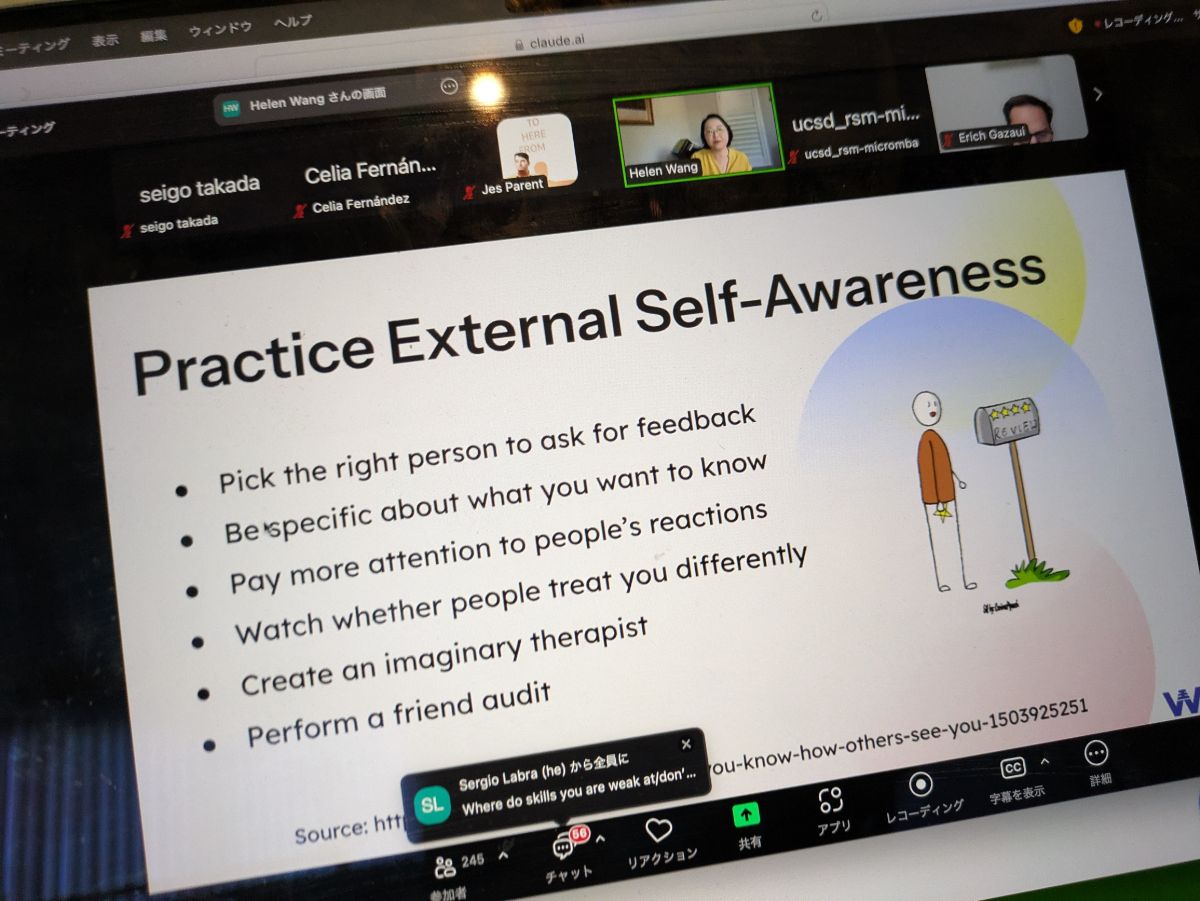 ミーティング 表示 編集 ウィンドウ ヘルプ
claude.ai
レコーディング...
HW Helen Wang さんの画面
ーティング
seigo takada
seigo takada
Celia Fernán...
Celia Fernández
TO
HERE
FROM
Jes Parent
Helen Wang
ucsd_rsm-mi...
ucsd_rsm-micromba
Erich Gazaui
Practice External Self-Awareness
• Pick the right person to ask for feedback
• Be specific about what you want to know
• Pay more attention to people’s reactions
• Watch whether people treat you differently
• Create an imaginary therapist
• Perform a friend audit
REVIEW
W
Source: htt
you-know-how-others-see-you-1503925251
SL
Sergio Labra (he) から全員に
Where do skills you are weak at/don'...
245
参加者
56
チャット
リアクション
共有
アプリ
レコーディング
CC
字幕を表示
詳細